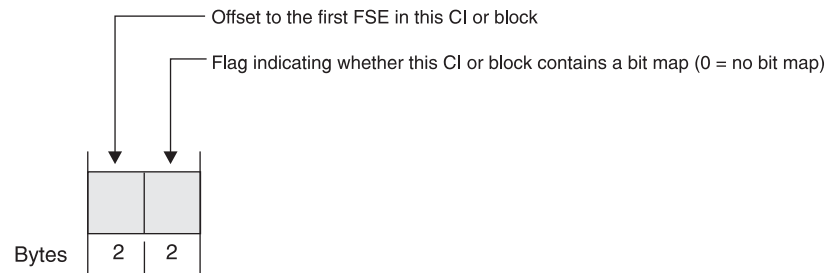 Offset to the first FSE in this CI or block
Flag indicating whether this CI or block contains a bit map (0 = no bit map)
Bytes 2 2